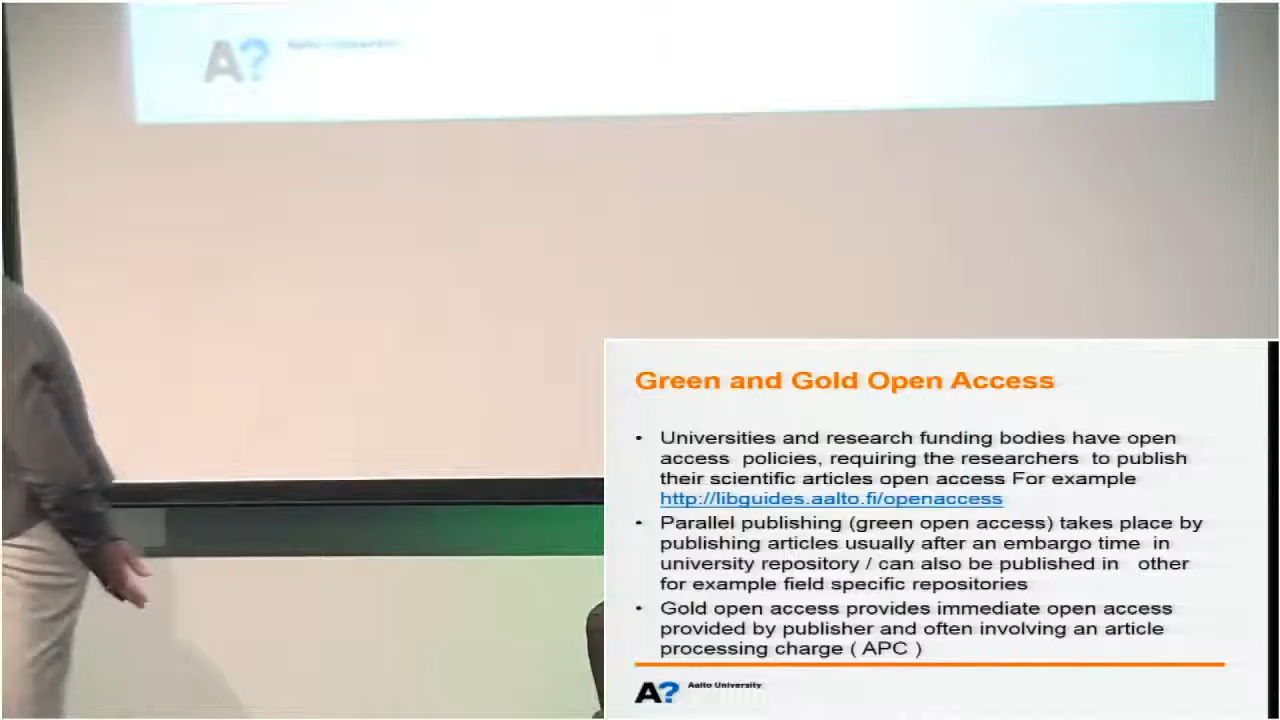 A?
Aalto University
Green and Gold Open Access
• Universities and research funding bodies have open
access policies, requiring the researchers to publish
their scientific articles open access For example
http://libguides.aalto.fi/openaccess
• Parallel publishing (green open access) takes place by
publishing articles usually after an embargo time in
university repository / can also be published in other
for example field specific repositories
• Gold open access provides immediate open access
provided by publisher and often involving an article
processing charge ( APC )
A?
Aalto University